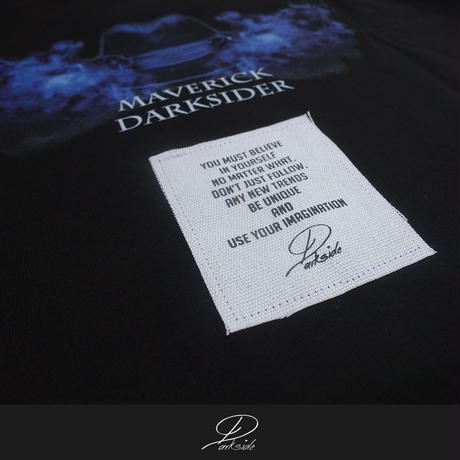 MAVERICK
DARKSIDER
YOU MUST BELIEVE
IN YOURSELF
NO MATTER WHAT.
DON'T JUST FOLLOW.
ANY NEW TRENDS
BE UNIQUE
AND
USE YOUR IMAGINATION
Darkside
Darkside